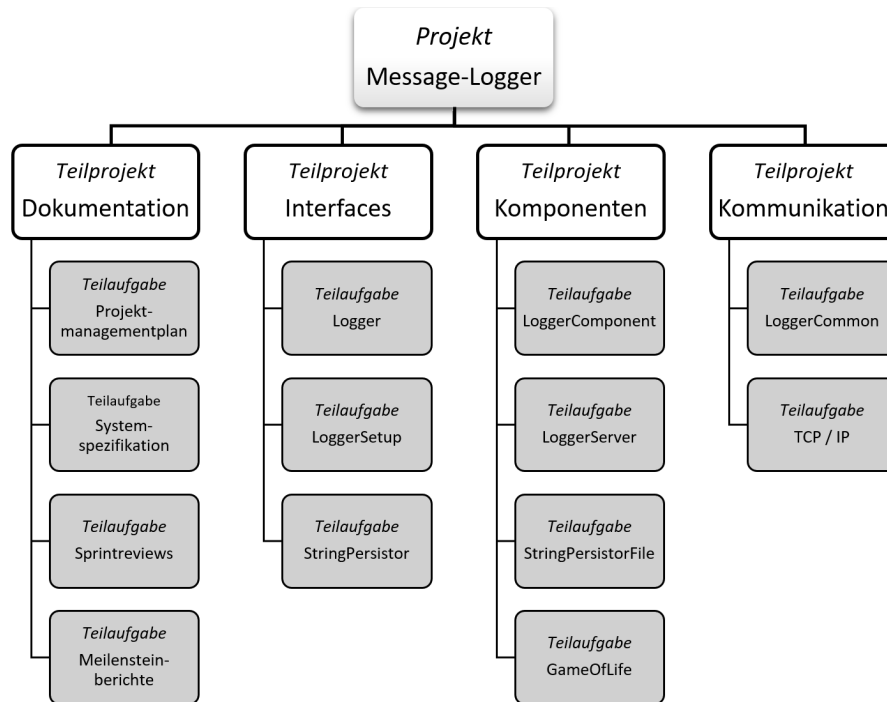 Projekt
Message-Logger
Teilprojekt
Dokumentation
Teilaufgabe
Projekt-
managementplan
Teilaufgabe
System-
spezifikation
Teilaufgabe
Sprintreviews
Teilaufgabe
Meilenstein-
berichte
Teilprojekt
Interfaces
Teilaufgabe
Logger
Teilaufgabe
LoggerSetup
Teilaufgabe
StringPersistor
Teilprojekt
Komponenten
Teilaufgabe
LoggerComponent
Teilaufgabe
LoggerServer
Teilaufgabe
StringPersistorFile
Teilaufgabe
GameOfLife
Teilprojekt
Kommunikation
Teilaufgabe
LoggerCommon
Teilaufgabe
TCP / IP